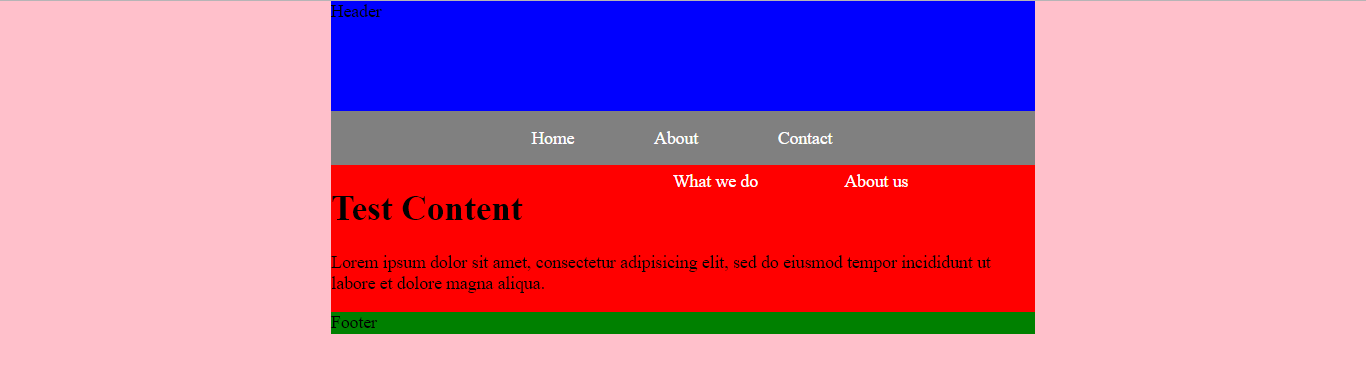 Header
Home About Contact
What we do About us
Test Content
Lorem ipsum dolor sit amet, consectetur adipisicing elit, sed do eiusmod tempor incididunt ut
labore et dolore magna aliqua.
Footer